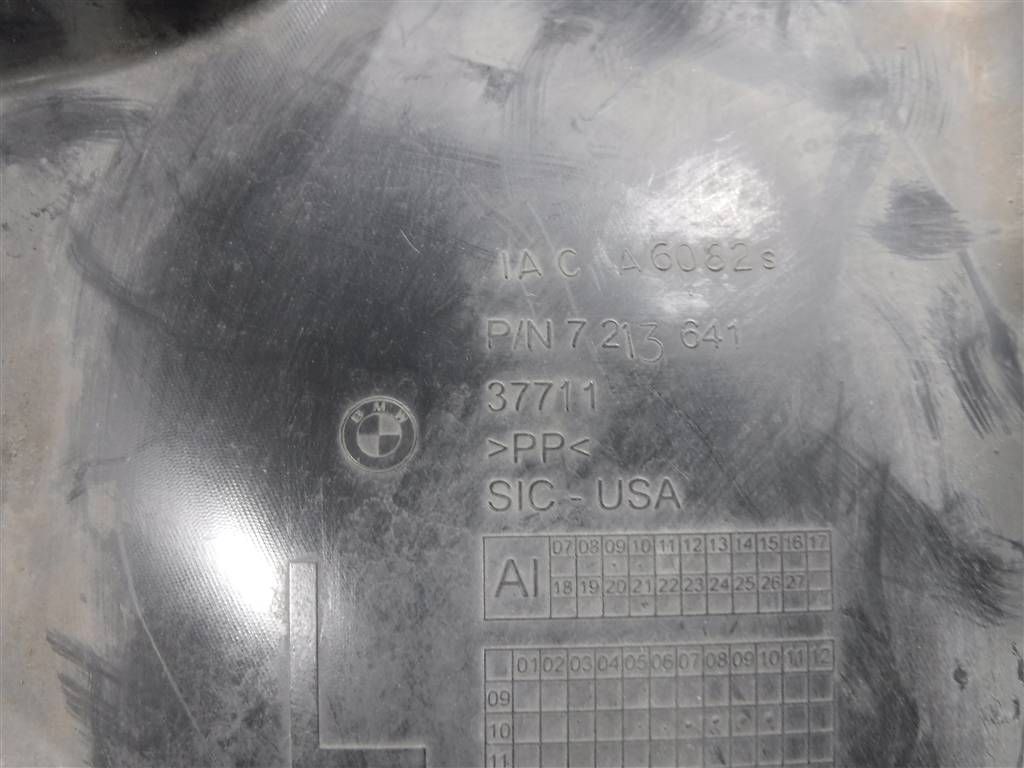 IAC A6082s
P/N 7 213 641
37711
BMW
>PP<
SIC - USA
AI 07 08 09 10 11 12 13 14 15 16 17
18 19 20 21 22 23 24 25 26 27
01 02 03 04 05 06 07 08 09 10 11 12
09
10
11